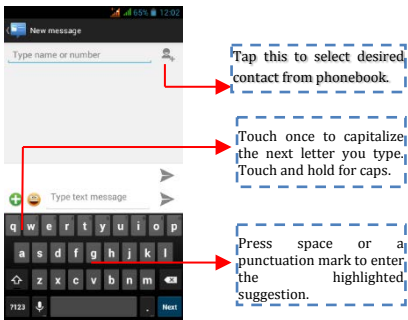 65% 12:02
New message
Type name or number
Tap this to select desired
contact from phonebook.
Touch once to capitalize
the next letter you type.
Touch and hold for caps.
Type text message
q w e r t y u i o p
a s d f g h j k l
z x c v b n m
?123 . Next
Press space or a
punctuation mark to enter
the highlighted
suggestion.